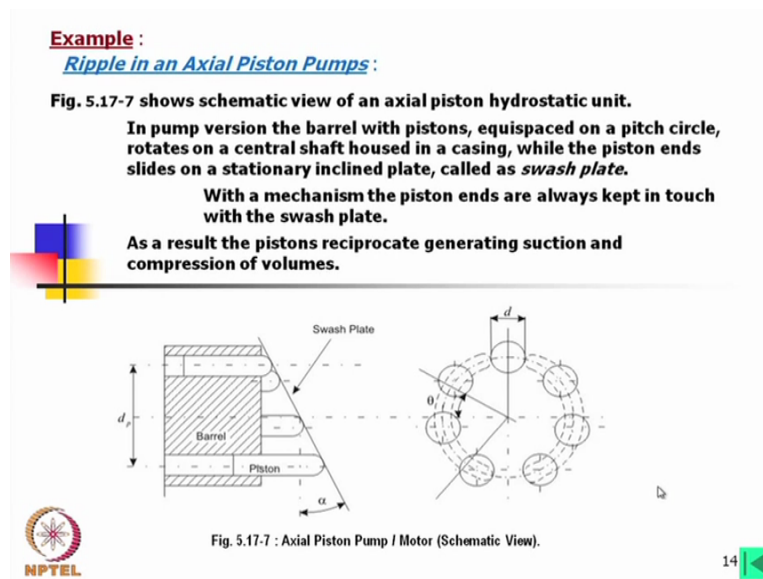 Example :
Ripple in an Axial Piston Pumps :
Fig. 5.17-7 shows schematic view of an axial piston hydrostatic unit.
In pump version the barrel with pistons, equispaced on a pitch circle,
rotates on a central shaft housed in a casing, while the piston ends
slides on a stationary inclined plate, called as swash plate.
With a mechanism the piston ends are always kept in touch
with the swash plate.
As a result the pistons reciprocate generating suction and
compression of volumes.
d
Swash Plate
θ
dp
Barrel
Piston
α
Fig. 5.17-7 : Axial Piston Pump / Motor (Schematic View).
14
NPTEL